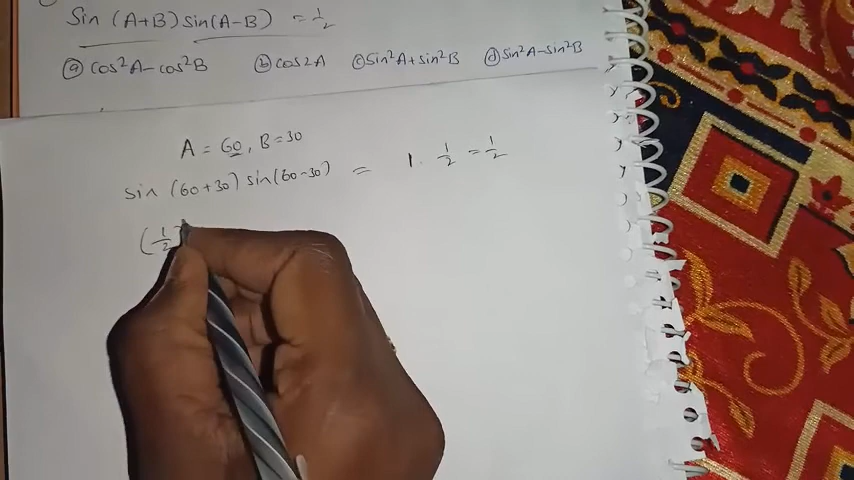 Sin (A+B) sin(A-B) = 1/2
ⓐ cos²A-cos²B ⓑ cos2A ⓒ sin²A+sin²B ⓓ sin²A-sin²B
A = 60, B=30
sin (60+30) sin(60-30) = 1. 1/2 = 1/2
(1/2